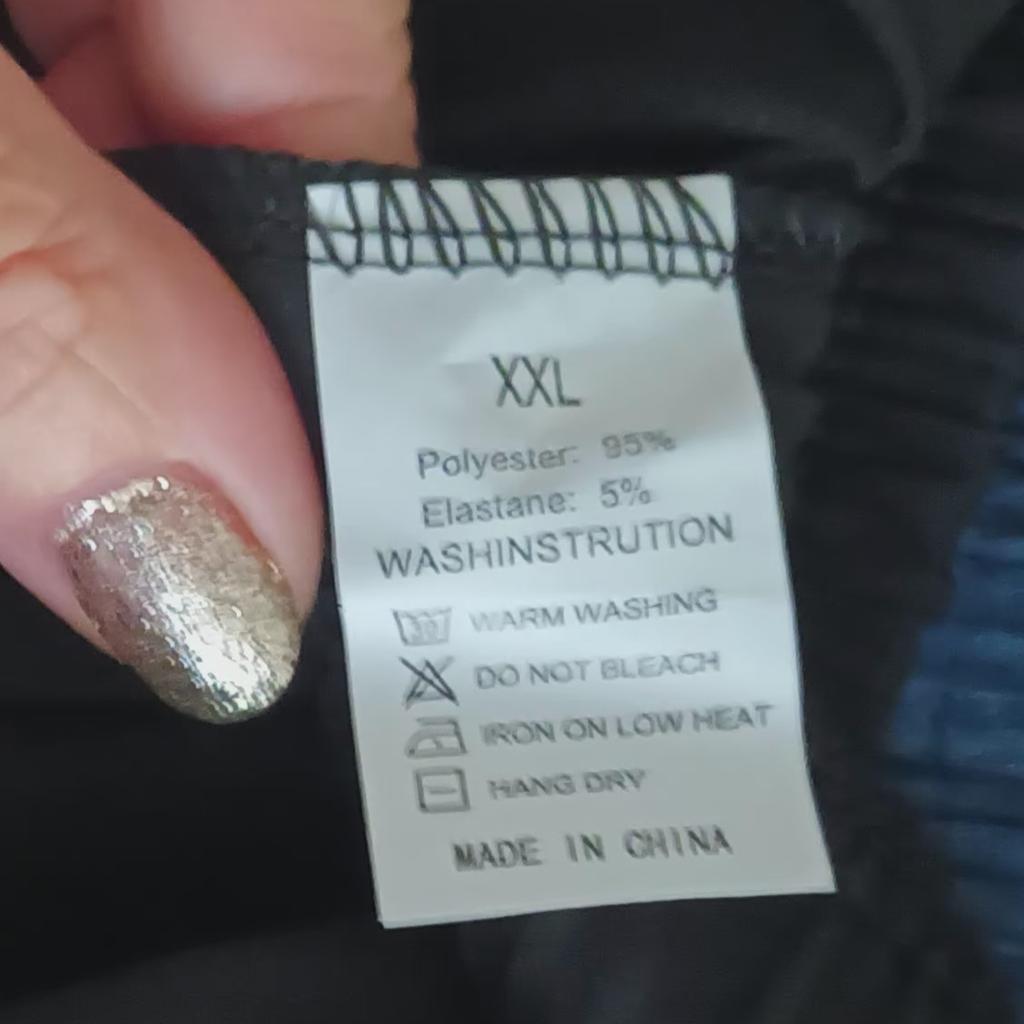 XXL
Polyester: 95%
Elastane: 5%
WASHINSTRUTION
30 WARM WASHING
DO NOT BLEACH
IRON ON LOW HEAT
HANG DRY
MADE IN CHINA